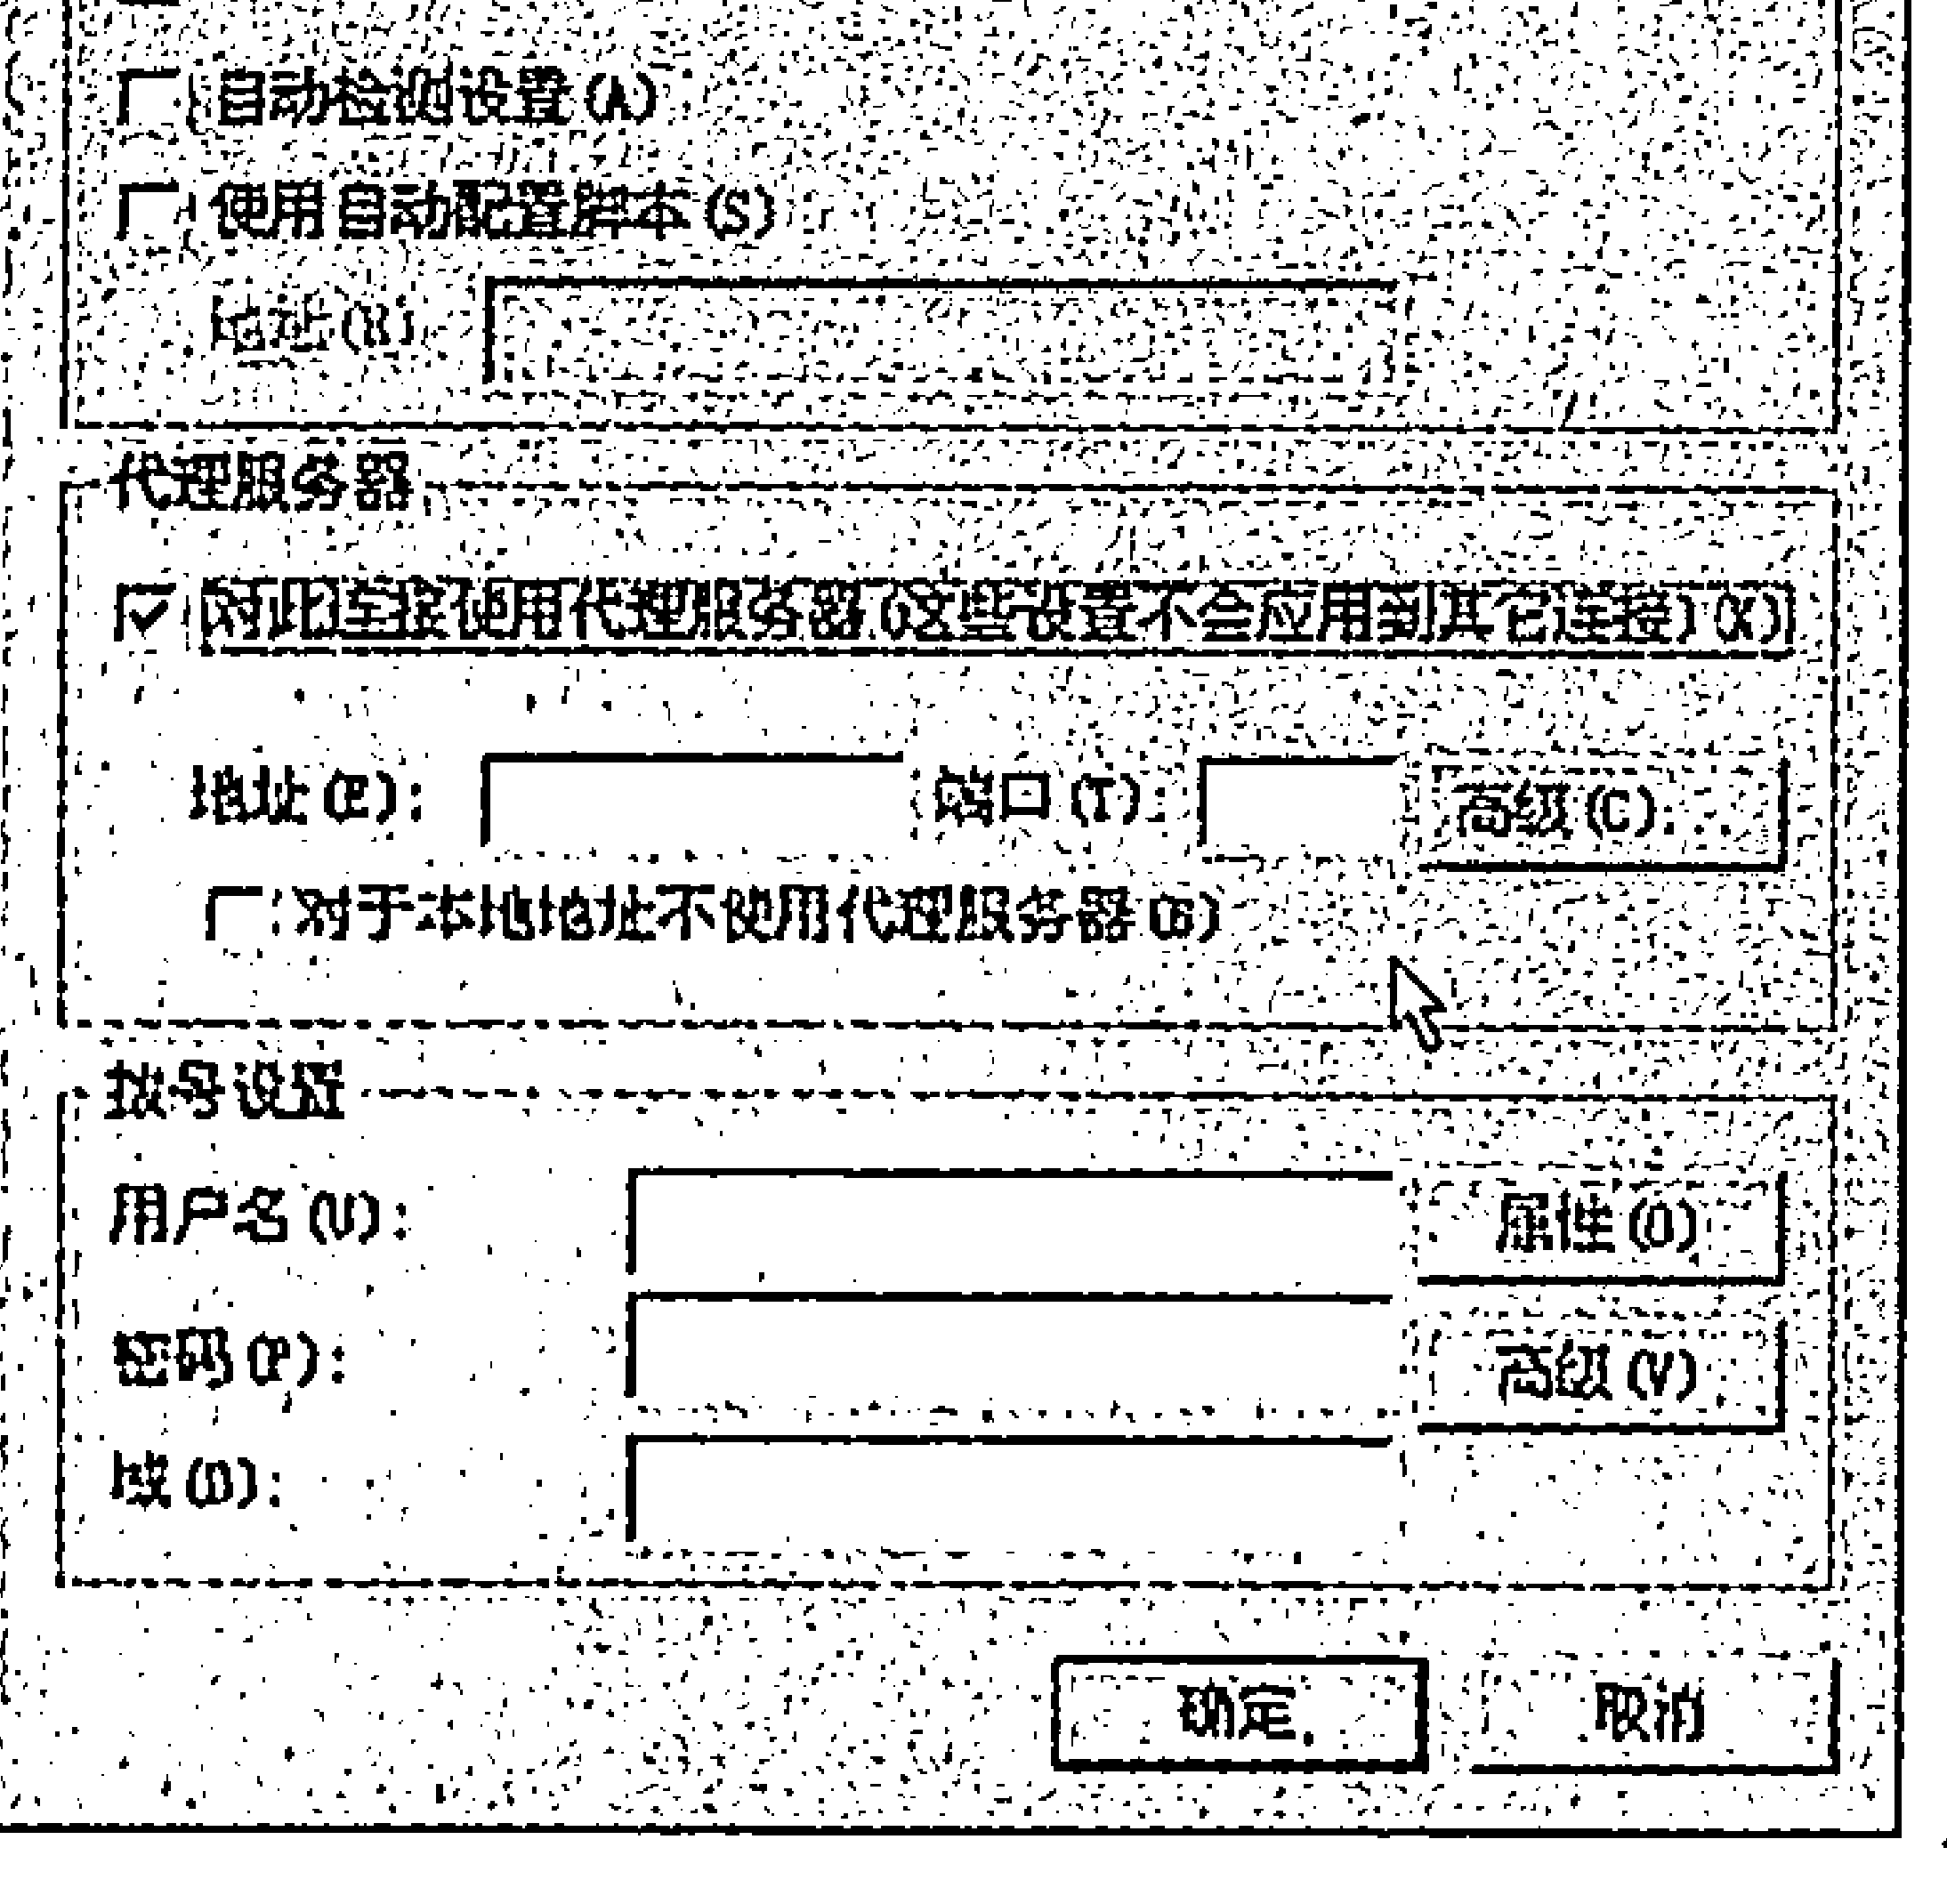 自动检测设置(A)
使用自动配置脚本(S)
地址(R)
代理服务器
对此连接使用代理服务器(这些设置不会应用到其它连接)(X)
地址(E): 端口(T): 高级(C)
对于本地地址不使用代理服务器(B)
拨号设置
用户名(U): 属性(O)
密码(P): 高级(V)
域(D):
确定 取消